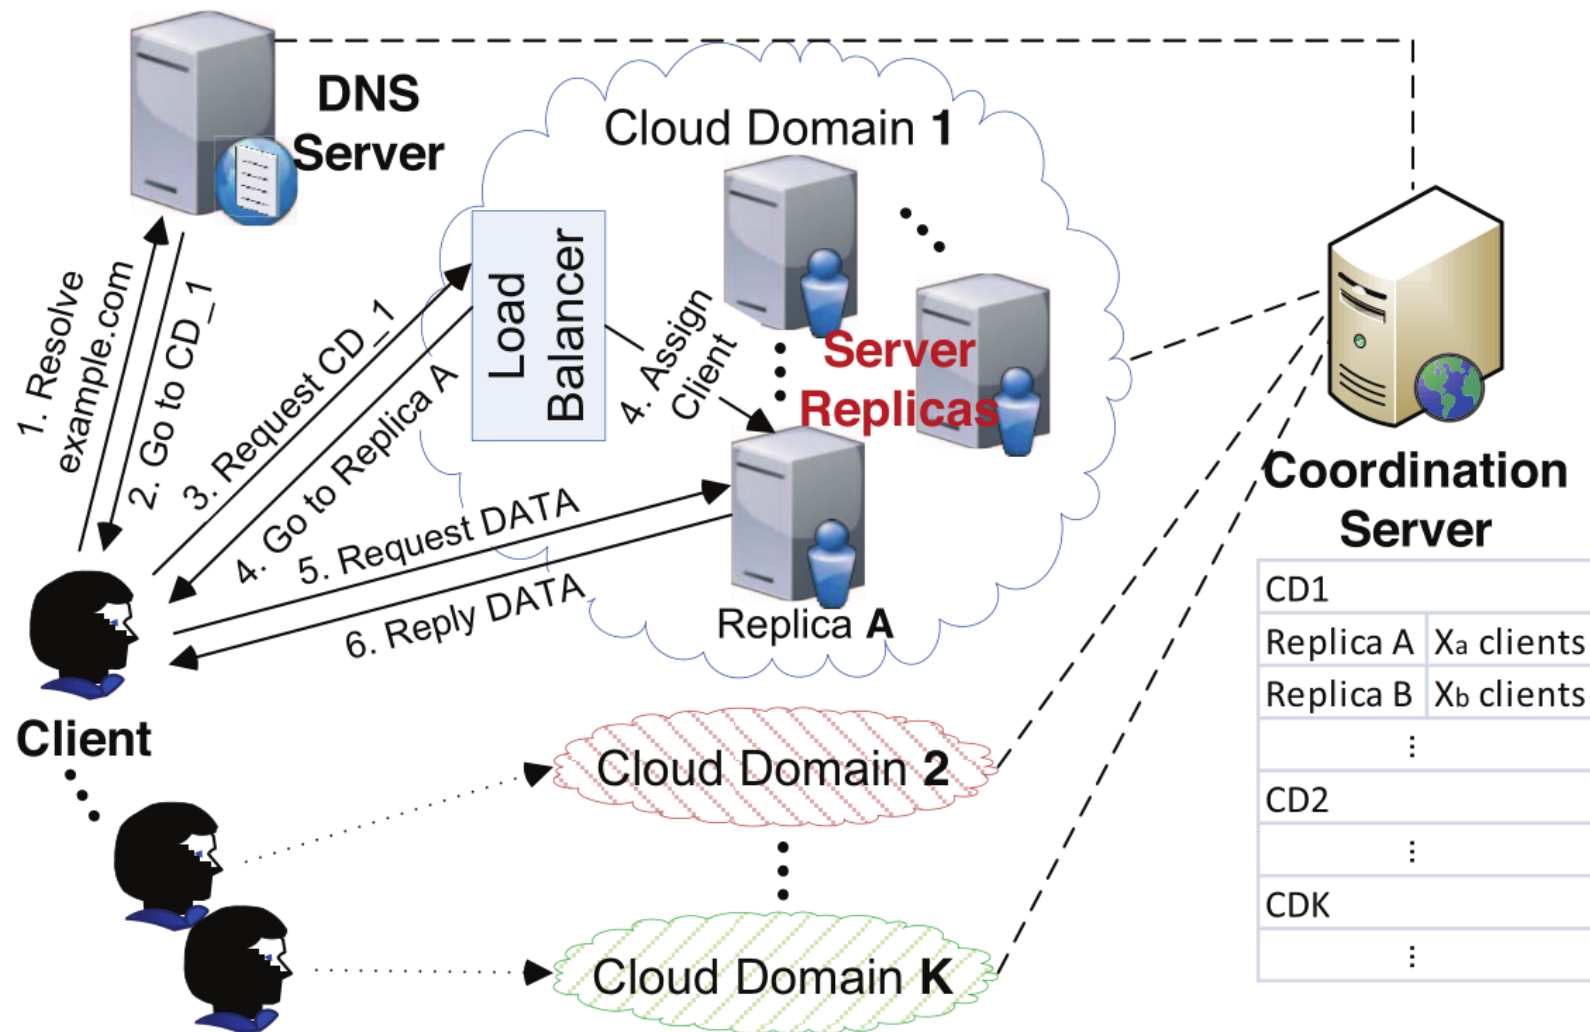 DNS
Server
Cloud Domain 1
Load
Balancer
1. Resolve
example.com
2. Go to CD_1
3. Request CD_1
4. Go to Replica A
4. Assign
Client
Server
Replicas
5. Request DATA
6. Reply DATA
Replica A
Coordination
Server
CD1
Replica A Xa clients
Replica B Xb clients
⋮
CD2
⋮
CDK
⋮
Client
Cloud Domain 2
Cloud Domain K